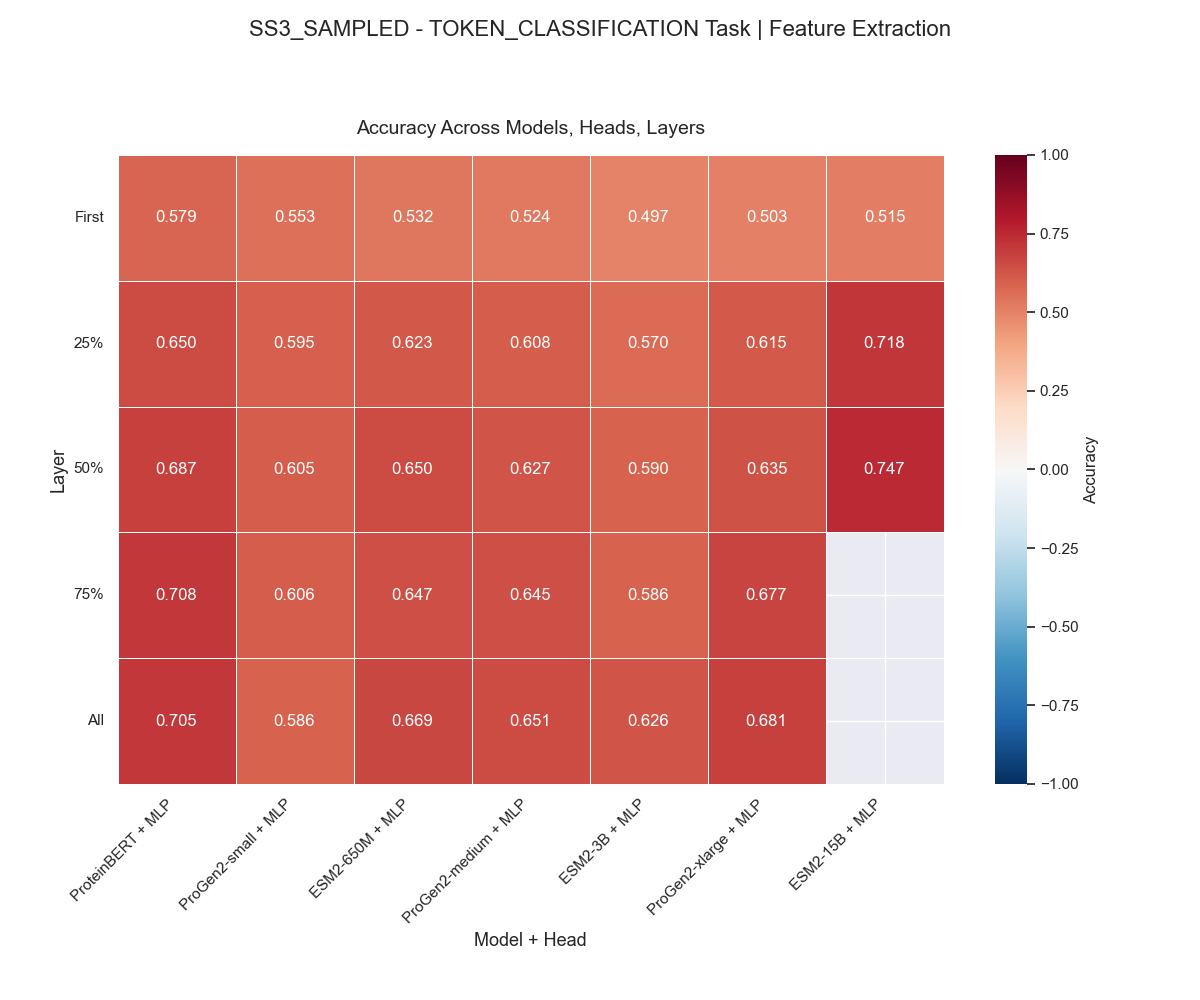 SS3_SAMPLED - TOKEN_CLASSIFICATION Task | Feature Extraction
Accuracy Across Models, Heads, Layers
First 0.579 0.553 0.532 0.524 0.497 0.503 0.515
25% 0.650 0.595 0.623 0.608 0.570 0.615 0.718
50% 0.687 0.605 0.650 0.627 0.590 0.635 0.747
75% 0.708 0.606 0.647 0.645 0.586 0.677
All 0.705 0.586 0.669 0.651 0.626 0.681
Layer
ProteinBERT + MLP
ProGen2-small + MLP
ESM2-650M + MLP
ProGen2-medium + MLP
ESM2-3B + MLP
ProGen2-xlarge + MLP
ESM2-15B + MLP
Model + Head
1.00
0.75
0.50
0.25
0.00
−0.25
−0.50
−0.75
−1.00
Accuracy